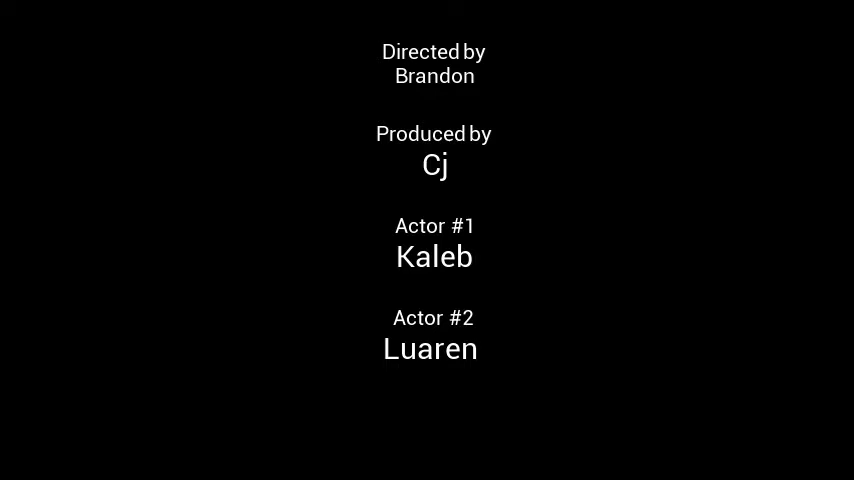 Directed by
Brandon
Produced by
Cj
Actor #1
Kaleb
Actor #2
Luaren